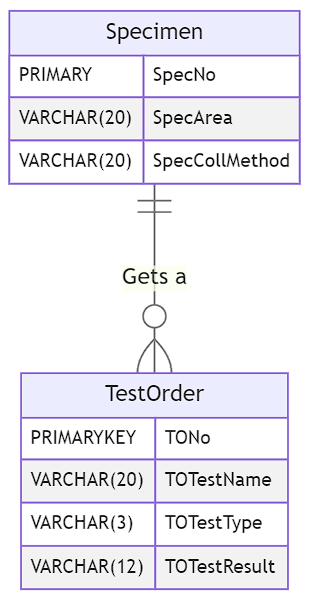 Specimen
PRIMARY SpecNo
VARCHAR(20) SpecArea
VARCHAR(20) SpecCollMethod
Gets a
TestOrder
PRIMARYKEY TONo
VARCHAR(20) TOTestName
VARCHAR(3) TOTestType
VARCHAR(12) TOTestResult